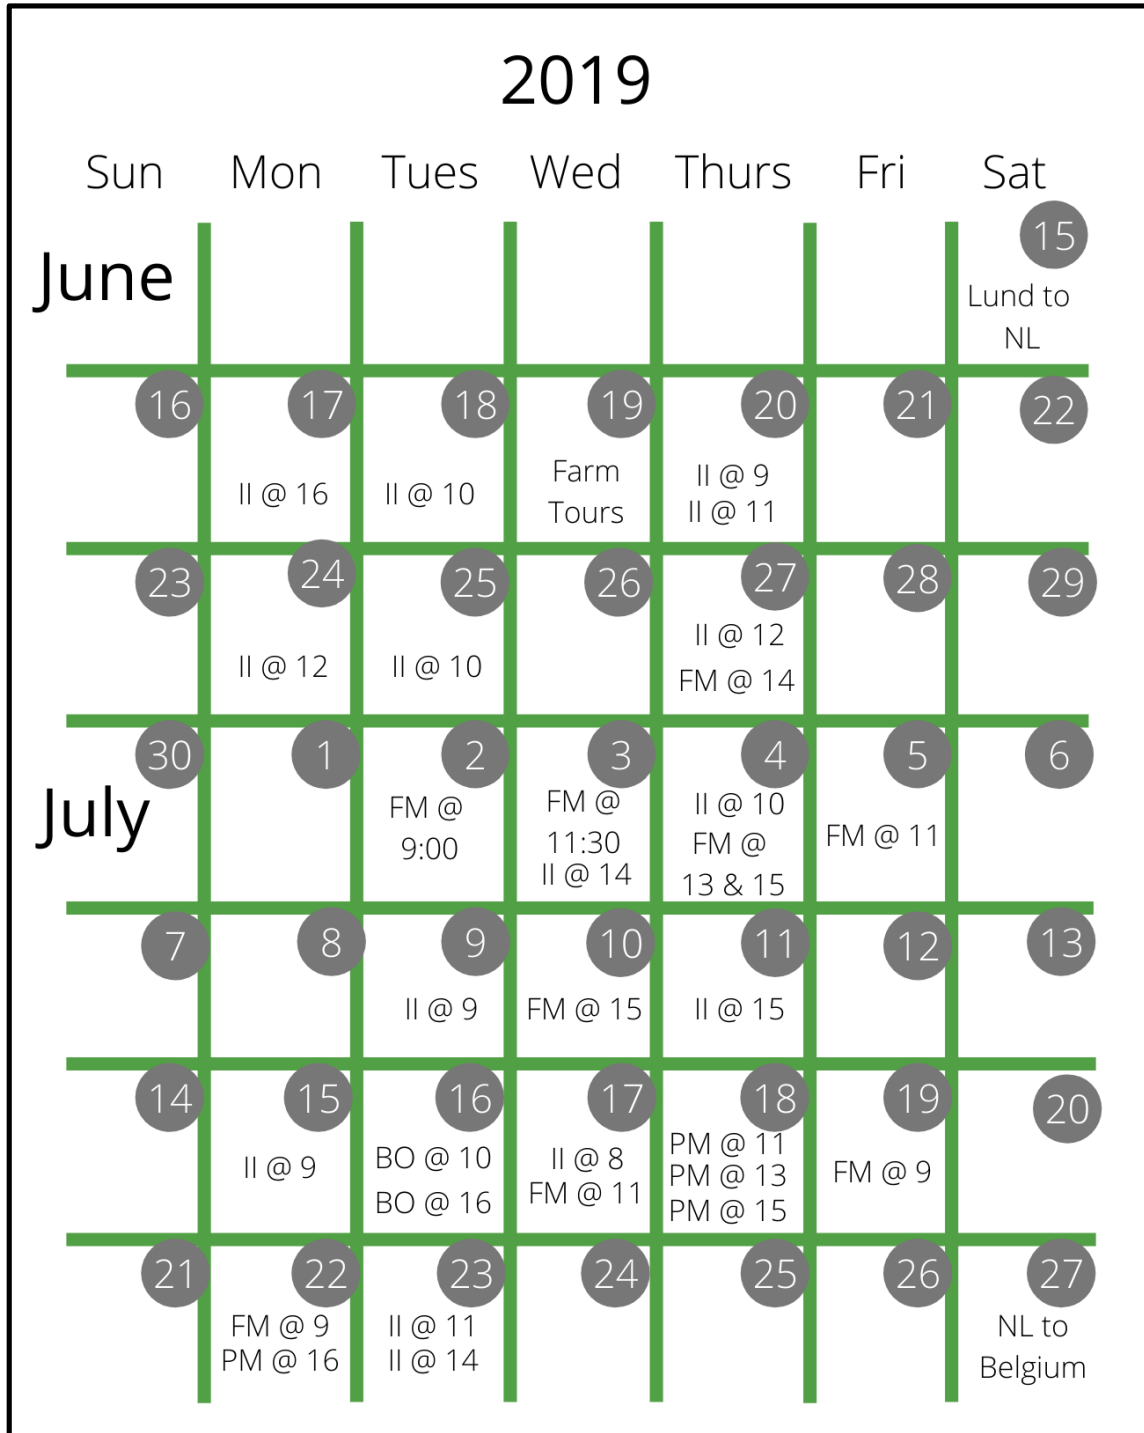 2019
Sun Mon Tues Wed Thurs Fri Sat
June
15
Lund to
NL
16 17 18 19 20 21 22
II @ 16
II @ 10
Farm
Tours
II @ 9
II @ 11
23 24 25 26 27 28 29
II @ 12
II @ 10
II @ 12
FM @ 14
30 1 2 3 4 5 6
July
FM @
9:00
FM @
11:30
II @ 14
II @ 10
FM @
13 & 15
FM @ 11
7 8 9 10 11 12 13
II @ 9
FM @ 15
II @ 15
14 15 16 17 18 19 20
II @ 9
BO @ 10
BO @ 16
II @ 8
FM @ 11
PM @ 11
PM @ 13
PM @ 15
FM @ 9
21 22 23 24 25 26 27
FM @ 9
PM @ 16
II @ 11
II @ 14
NL to
Belgium